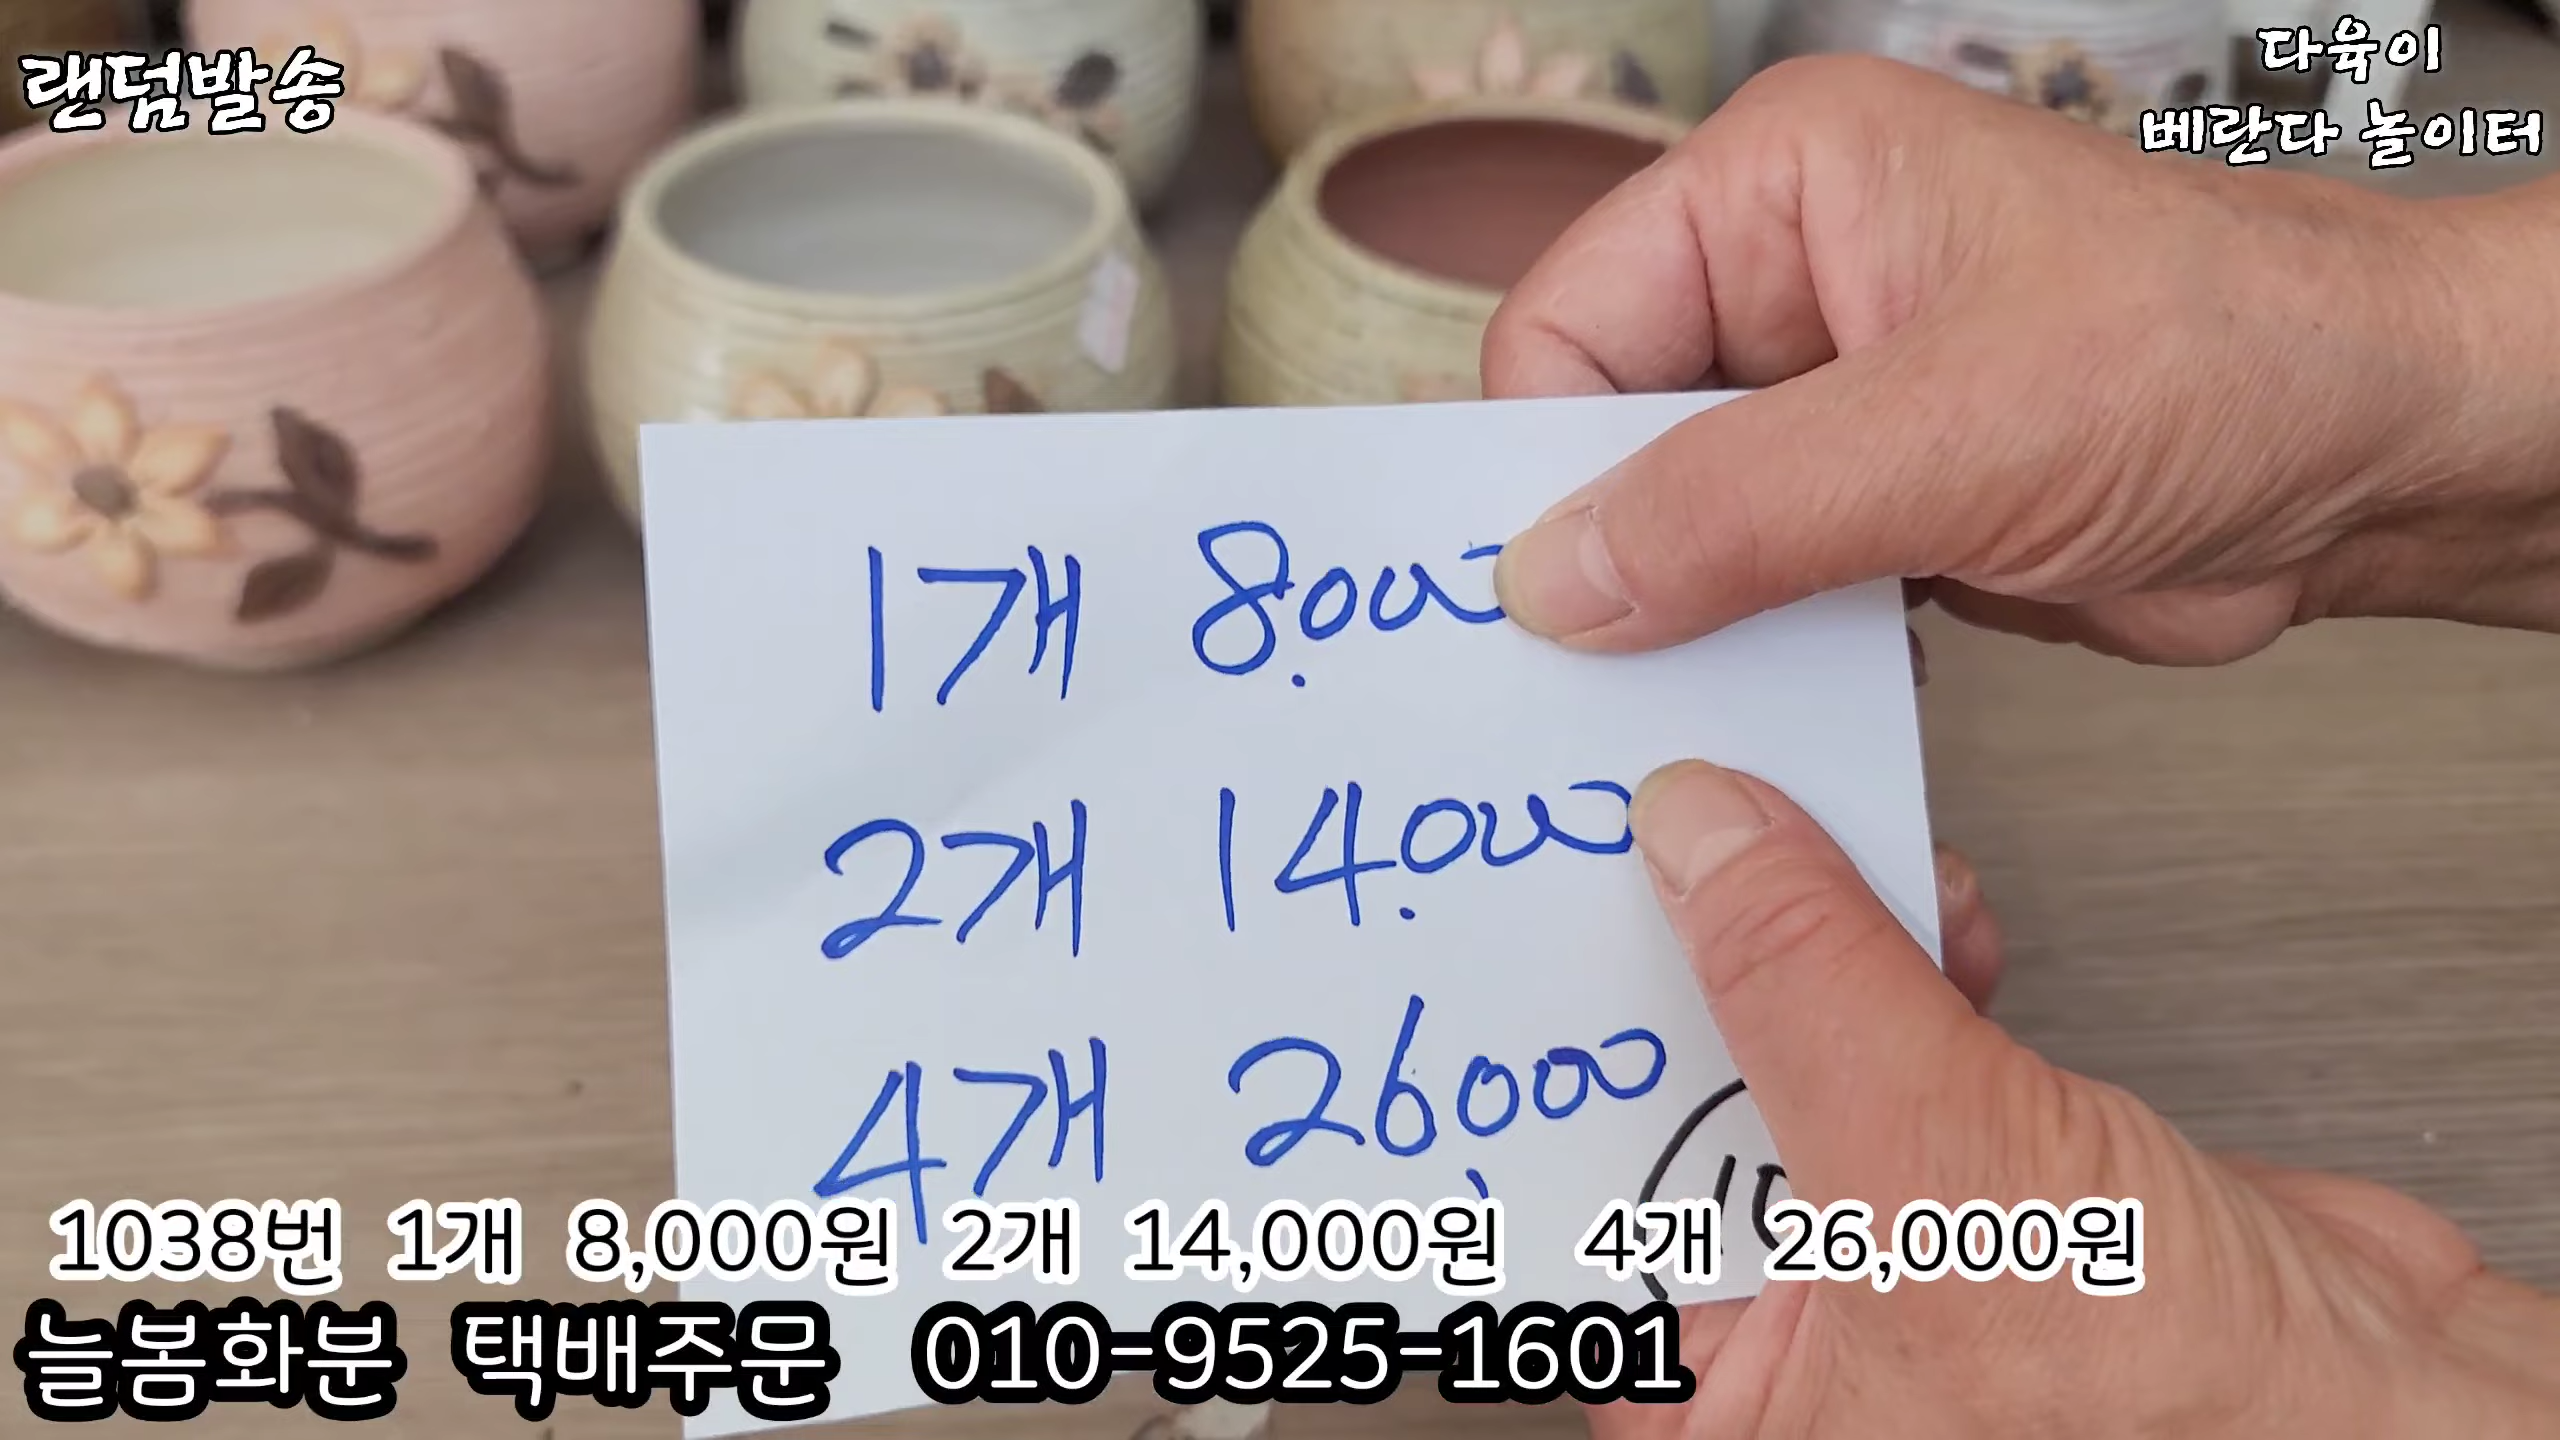 랜덤발송
다육이
베란다 놀이터
1개 8.000
2개 14.000
4개 26,000
10
1038번 1개 8,000원 2개 14,000원 4개 26,000원
늘봄화분 택배주문 010-9525-1601